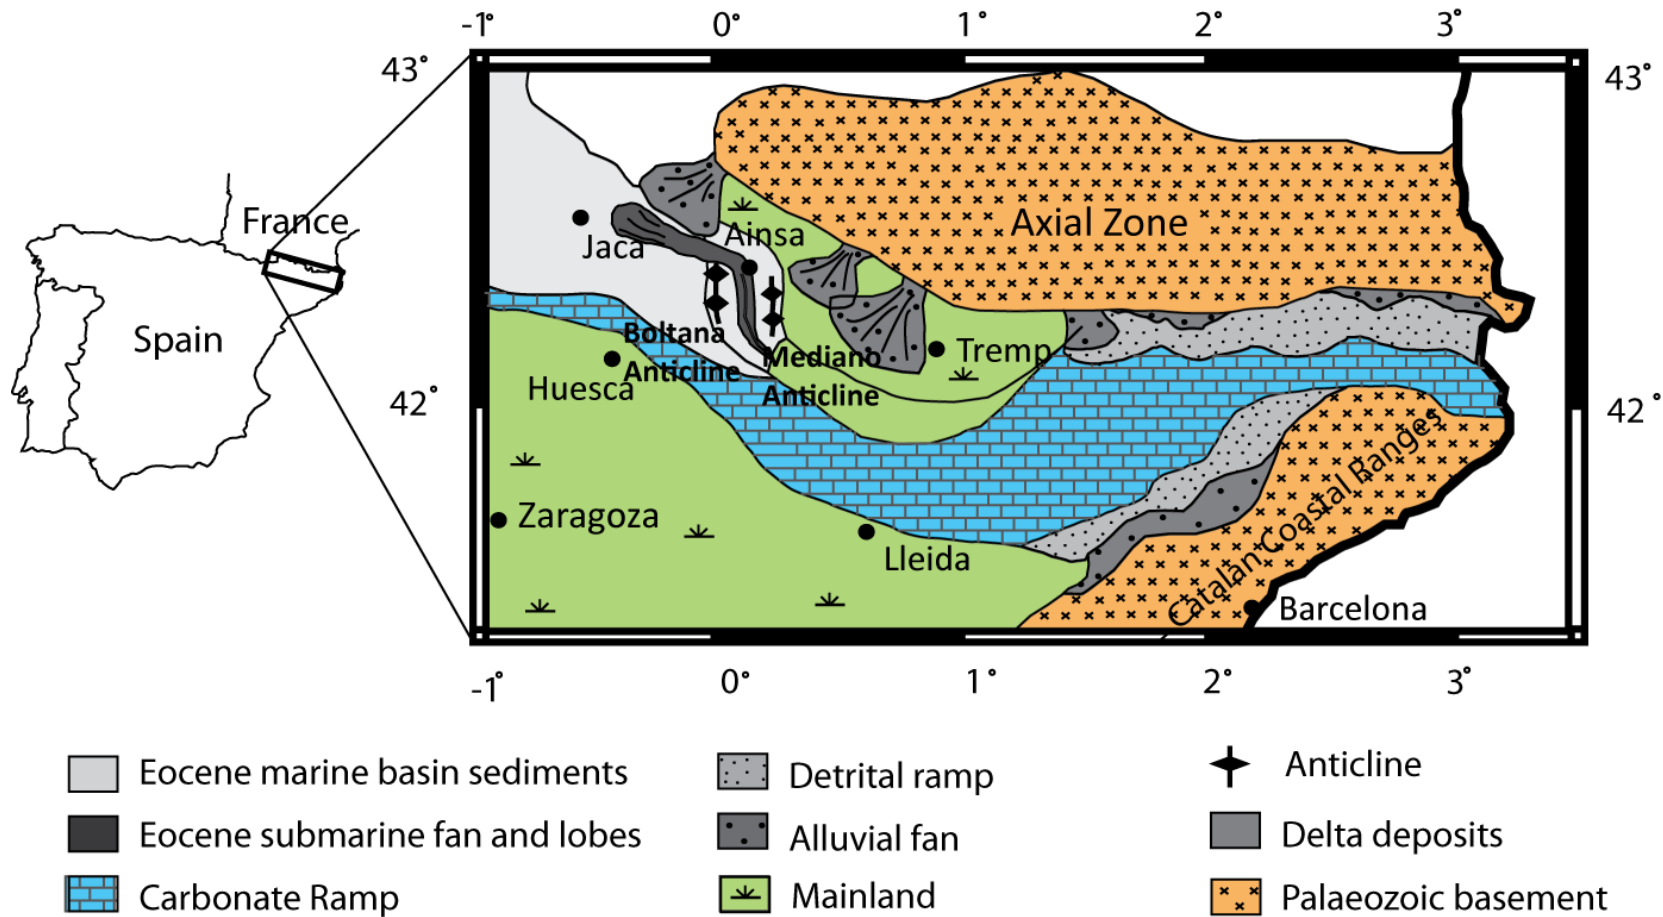 -1°
0°
1°
2°
3°
43°
43°
France
Axial Zone
Ainsa
Jaca
Spain
Boltana
Anticline
Mediano
Anticline
Tremp
Huesca
42°
42°
Catalan Coastal Ranges
Zaragoza
Lleida
Barcelona
-1°
0°
1°
2°
3°
Eocene marine basin sediments
Detrital ramp
Anticline
Eocene submarine fan and lobes
Alluvial fan
Delta deposits
Carbonate Ramp
Mainland
Palaeozoic basement